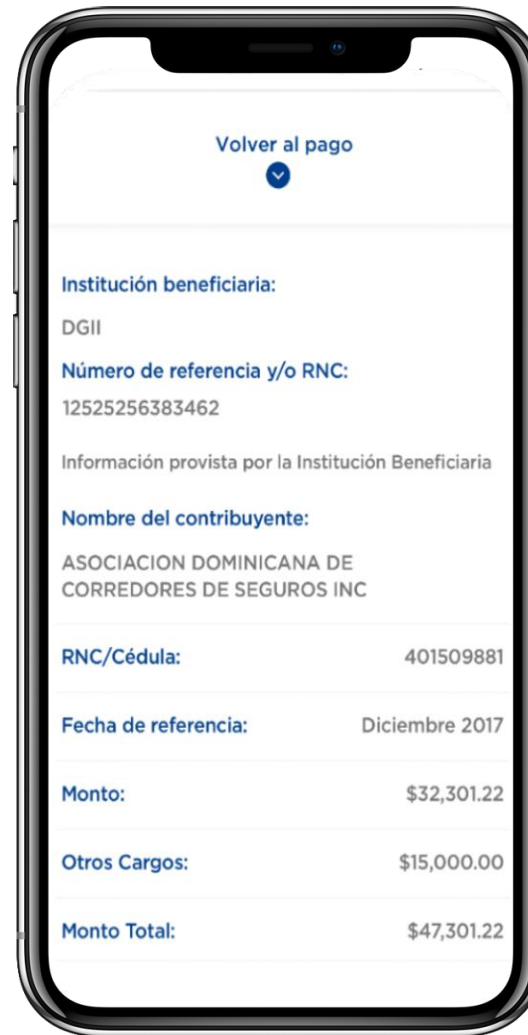 Volver al pago
Institución beneficiaria:
DGII
Número de referencia y/o RNC:
12525256383462
Información provista por la Institución Beneficiaria
Nombre del contribuyente:
ASOCIACION DOMINICANA DE
CORREDORES DE SEGUROS INC
RNC/Cédula: 401509881
Fecha de referencia: Diciembre 2017
Monto: $32,301.22
Otros Cargos: $15,000.00
Monto Total: $47,301.22